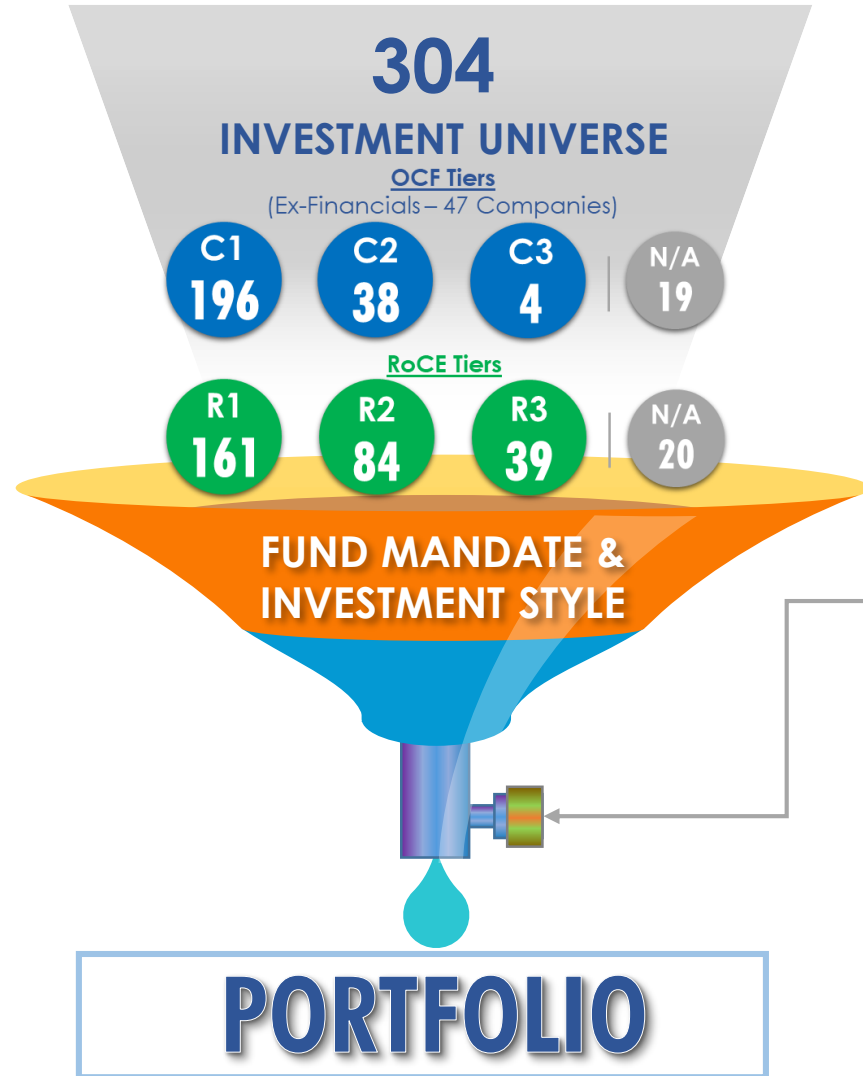 304
INVESTMENT UNIVERSE
OCF Tiers
(Ex-Financials – 47 Companies)
C1 C2 C3 N/A
196 38 4 19
RoCE Tiers
R1 R2 R3 N/A
161 84 39 20
FUND MANDATE &
INVESTMENT STYLE
PORTFOLIO